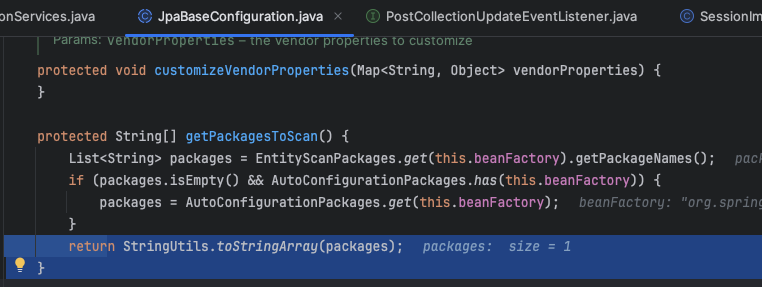 onServices.java JpaBaseConfiguration.java × PostCollectionUpdateEventListener.java SessionIm
Params: vendorProperties – the vendor properties to customize
protected void customizeVendorProperties(Map<String, Object> vendorProperties) {
}
protected String[] getPackagesToScan() {
List<String> packages = EntityScanPackages.get(this.beanFactory).getPackageNames(); pack
if (packages.isEmpty() && AutoConfigurationPackages.has(this.beanFactory)) {
packages = AutoConfigurationPackages.get(this.beanFactory); beanFactory: "org.spring
}
return StringUtils.toStringArray(packages); packages: size = 1
}